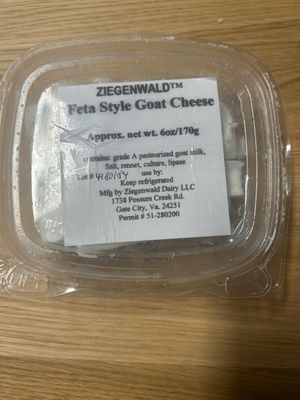 ZIEGENWALD™
Feta Style Goat Cheese
Approx. net wt. 6oz/170g
contains: grade A pasteurized goat milk,
Salt, rennet, culture, lipase
Lot # use by:
Keep refrigerated
Mfg by Ziegenwald Dairy LLC
1738 Possum Creek Rd.
Gate City, Va. 24251
Permit # 51-280200